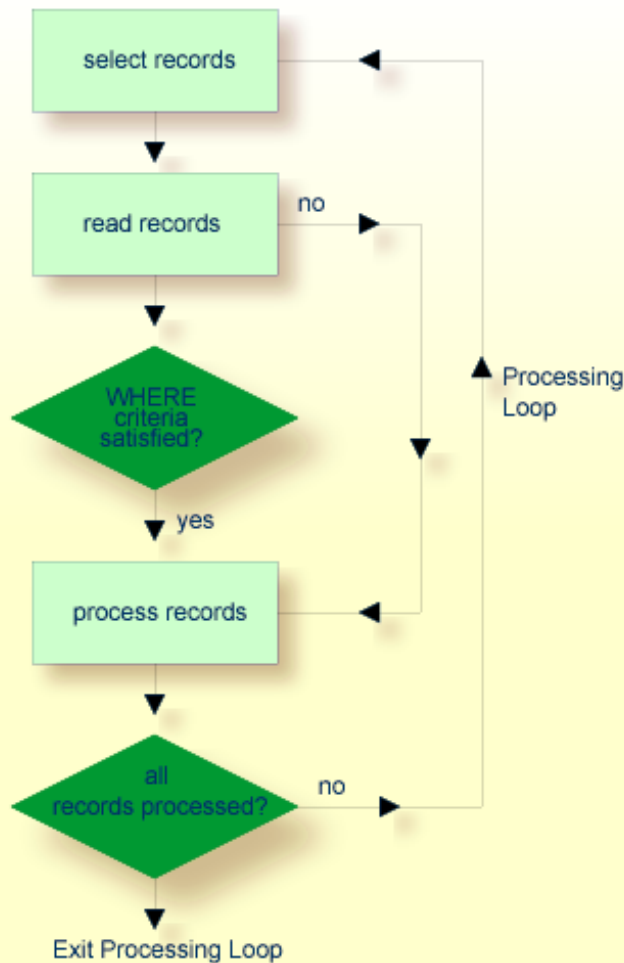 select records
read records
no
WHERE
criteria
satisfied?
Processing
Loop
yes
process records
all
records processed?
no
Exit Processing Loop